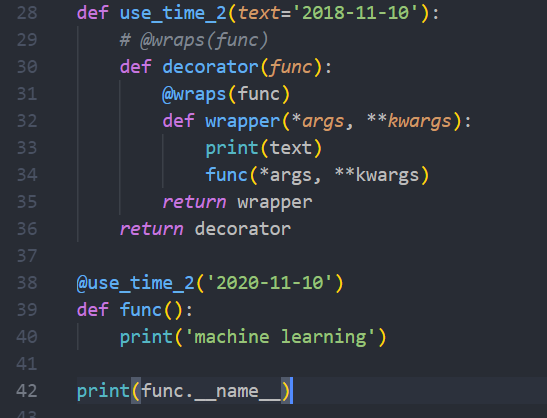 28 def use_time_2(text='2018-11-10'):
29     # @wraps(func)
30     def decorator(func):
31         @wraps(func)
32         def wrapper(*args, **kwargs):
33             print(text)
34             func(*args, **kwargs)
35         return wrapper
36     return decorator
37
38 @use_time_2('2020-11-10')
39 def func():
40     print('machine learning')
41
42 print(func.__name__)
43